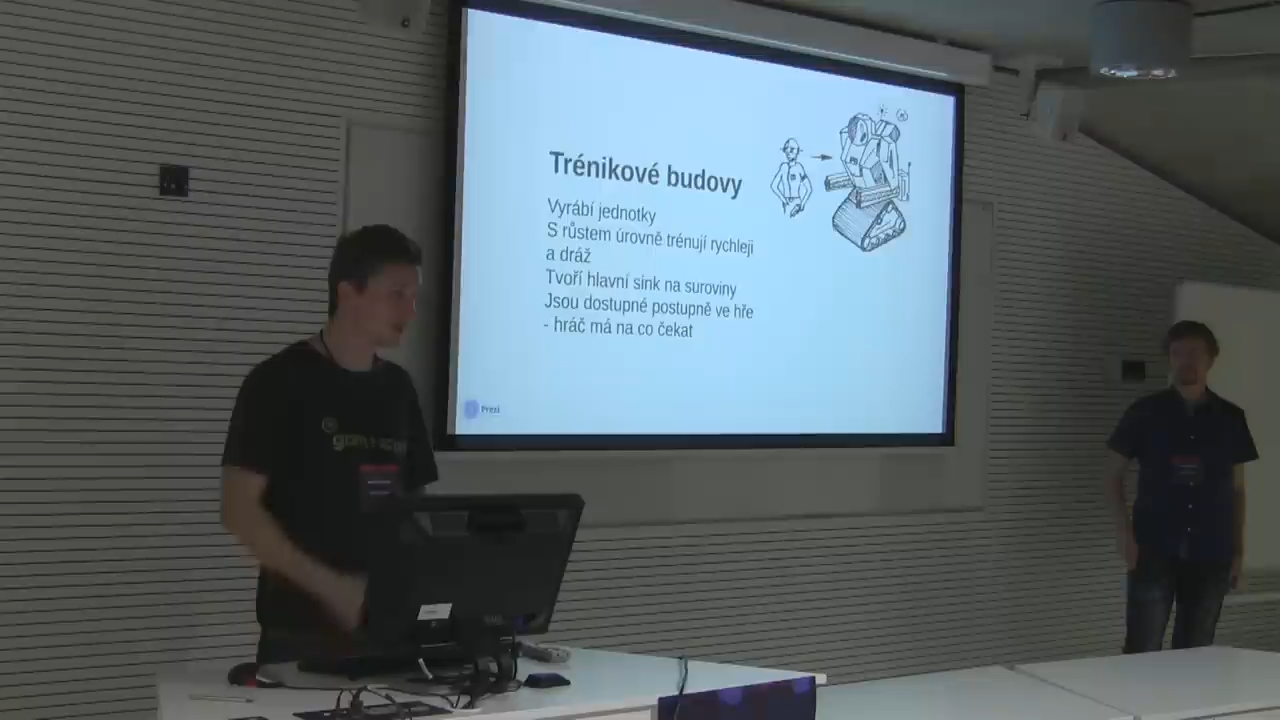 Trénikové budovy
Vyrábí jednotky
S růstem úrovně trénují rychleji
a dráž
Tvoří hlavní sink na suroviny
Jsou dostupné postupně ve hře
- hráč má na co čekat
Prezi